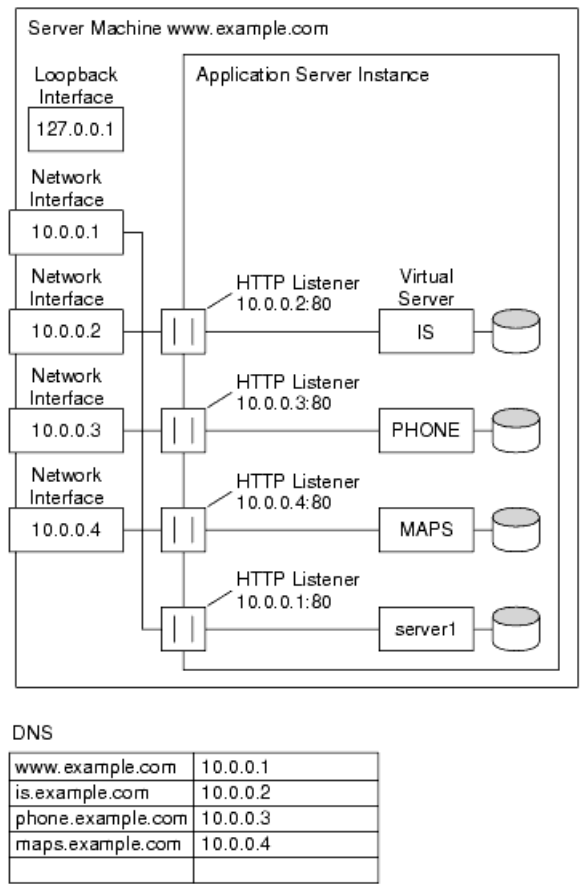 Server Machine www.example.com
Loopback
Interface
127.0.0.1
Application Server Instance
Network
Interface
10.0.0.1
Network
Interface
10.0.0.2
HTTP Listener
10.0.0.2:80
Virtual
Server
IS
Network
Interface
10.0.0.3
HTTP Listener
10.0.0.3:80
PHONE
Network
Interface
10.0.0.4
HTTP Listener
10.0.0.4:80
MAPS
HTTP Listener
10.0.0.1:80
server1
DNS
www.example.com 10.0.0.1
is.example.com 10.0.0.2
phone.example.com 10.0.0.3
maps.example.com 10.0.0.4